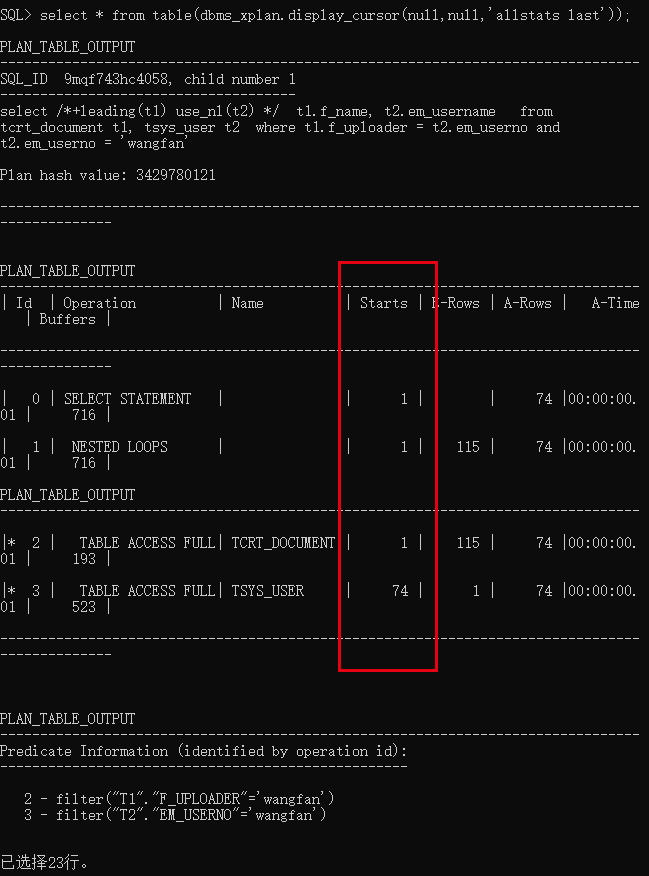 SQL> select * from table(dbms_xplan.display_cursor(null,null,'allstats last'));
PLAN_TABLE_OUTPUT
--------------------------------------------------------------------------------
SQL_ID  9mqf743hc4058, child number 1
-------------------------------------
select /*+leading(t1) use_nl(t2) */  t1.f_name, t2.em_username   from
tcrt_document t1, tsys_user t2  where t1.f_uploader = t2.em_userno and
t2.em_userno = 'wangfan'
Plan hash value: 3429780121
--------------------------------------------------------------------------------
--------------
PLAN_TABLE_OUTPUT
--------------------------------------------------------------------------------
| Id  | Operation          | Name          | Starts | E-Rows | A-Rows |   A-Time
   | Buffers |
--------------------------------------------------------------------------------
--------------
|   0 | SELECT STATEMENT   |               |      1 |        |     74 |00:00:00.
01 |     716 |
|   1 |  NESTED LOOPS      |               |      1 |    115 |     74 |00:00:00.
01 |     716 |
PLAN_TABLE_OUTPUT
--------------------------------------------------------------------------------
|*  2 |   TABLE ACCESS FULL| TCRT_DOCUMENT |      1 |    115 |     74 |00:00:00.
01 |     193 |
|*  3 |   TABLE ACCESS FULL| TSYS_USER     |     74 |      1 |     74 |00:00:00.
01 |     523 |
--------------------------------------------------------------------------------
--------------
PLAN_TABLE_OUTPUT
--------------------------------------------------------------------------------
Predicate Information (identified by operation id):
---------------------------------------------------
   2 - filter("T1"."F_UPLOADER"='wangfan')
   3 - filter("T2"."EM_USERNO"='wangfan')
已选择23行。